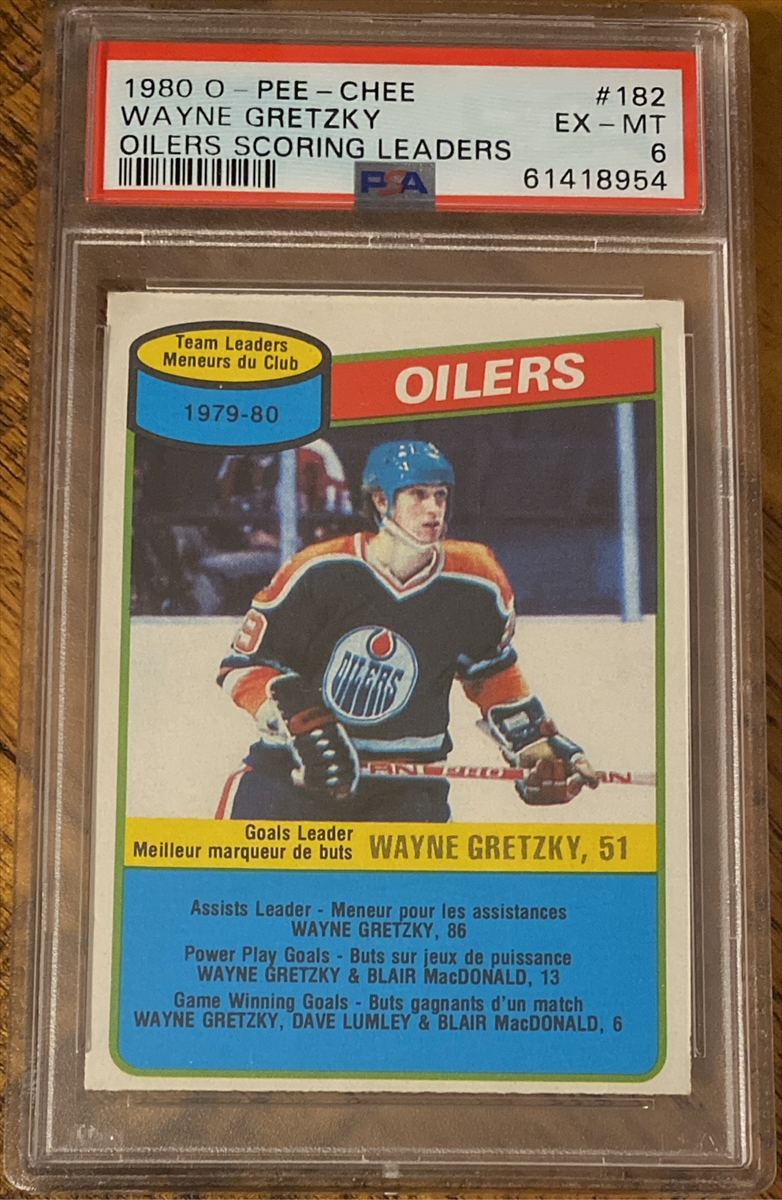 1980 O-PEE-CHEE #182
WAYNE GRETZKY EX-MT
OILERS SCORING LEADERS 6
PSA 61418954
Team Leaders
Meneurs du Club
1979-80
OILERS
9
OILERS
Goals Leader
Meilleur marqueur de buts WAYNE GRETZKY, 51
Assists Leader - Meneur pour les assistances
WAYNE GRETZKY, 86
Power Play Goals - Buts sur jeux de puissance
WAYNE GRETZKY & BLAIR MacDONALD, 13
Game Winning Goals - Buts gagnants d'un match
WAYNE GRETZKY, DAVE LUMLEY & BLAIR MacDONALD, 6